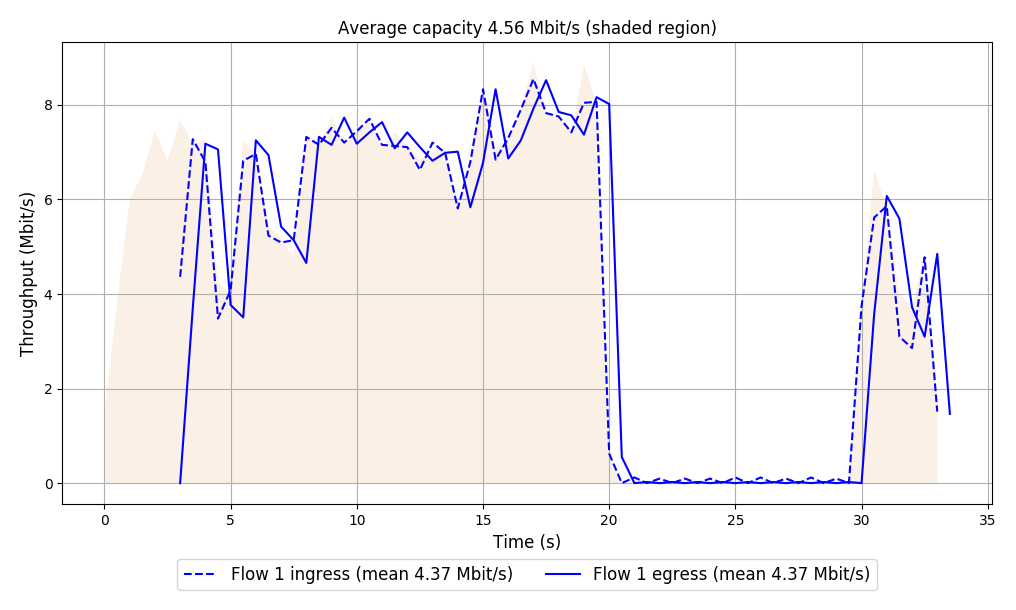 Average capacity 4.56 Mbit/s (shaded region)
Throughput (Mbit/s)
8
6
4
2
0
0 5 10 15 20 25 30 35
Time (s)
Flow 1 ingress (mean 4.37 Mbit/s) Flow 1 egress (mean 4.37 Mbit/s)